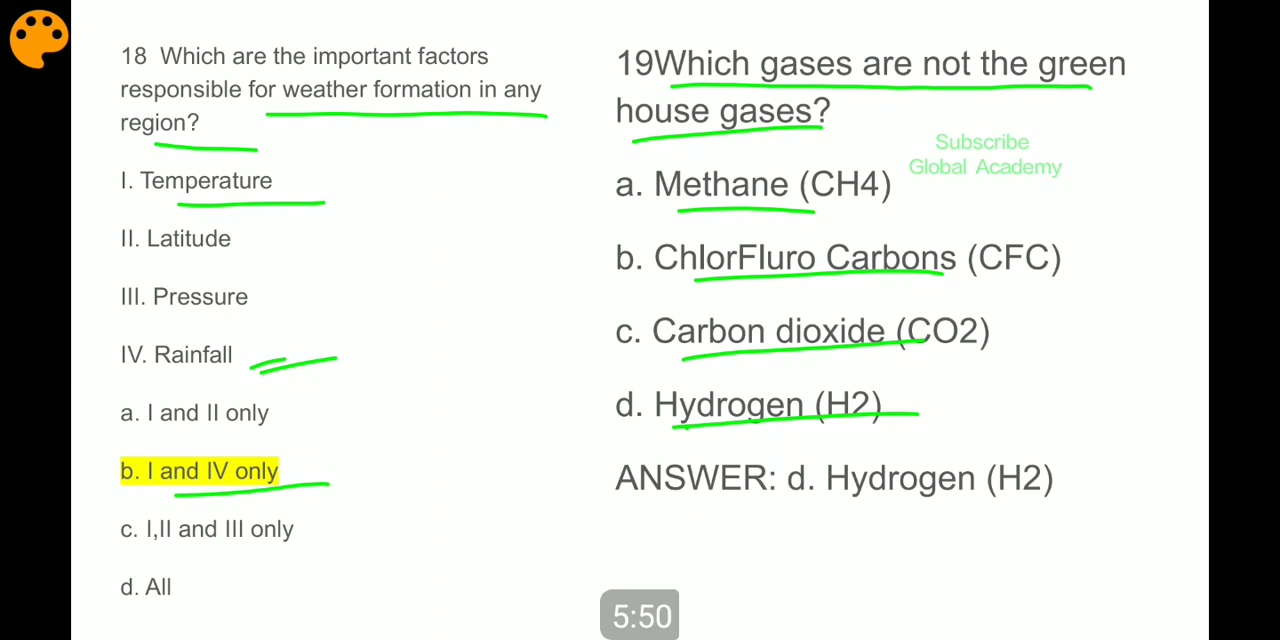 18 Which are the important factors
responsible for weather formation in any
region?
I. Temperature
II. Latitude
III. Pressure
IV. Rainfall
a. I and II only
b. I and IV only
c. I,II and III only
d. All
19Which gases are not the green
house gases?
Subscribe
Global Academy
a. Methane (CH4)
b. ChlorFluro Carbons (CFC)
c. Carbon dioxide (CO2)
d. Hydrogen (H2)
ANSWER: d. Hydrogen (H2)
5:50